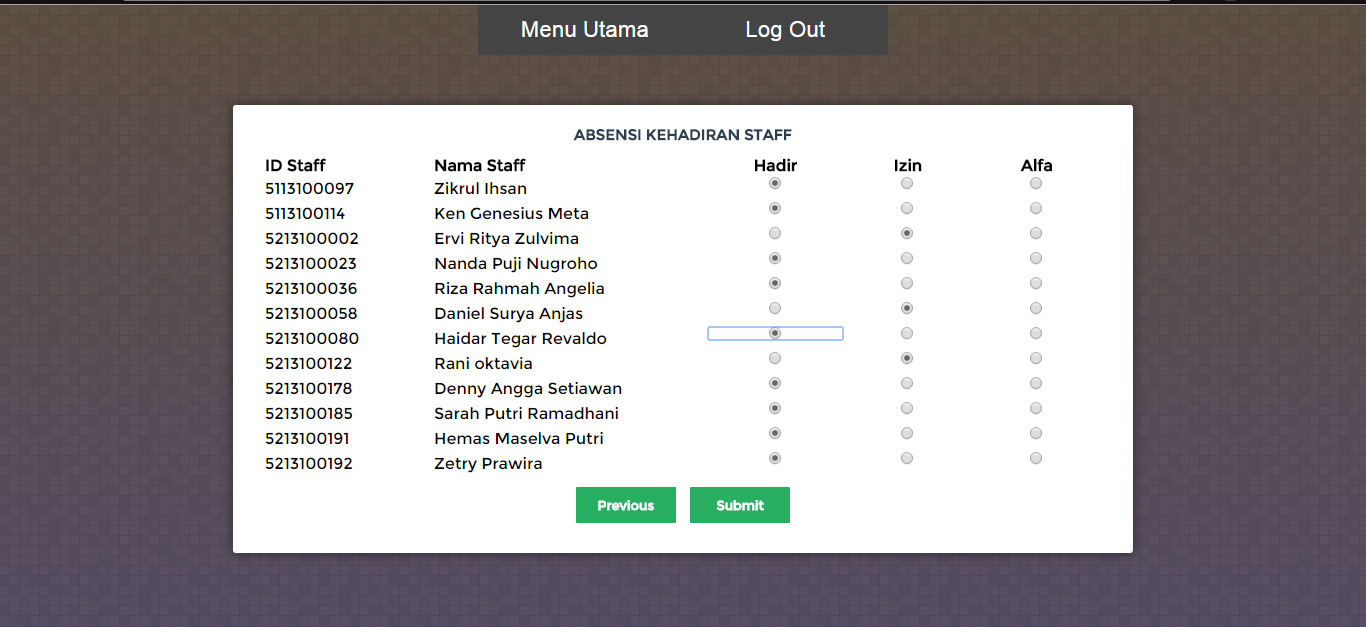 Menu Utama Log Out
ABSENSI KEHADIRAN STAFF
ID Staff Nama Staff Hadir Izin Alfa
5113100097 Zikrul Ihsan
5113100114 Ken Genesius Meta
5213100002 Ervi Ritya Zulvima
5213100023 Nanda Puji Nugroho
5213100036 Riza Rahmah Angelia
5213100058 Daniel Surya Anjas
5213100080 Haidar Tegar Revaldo
5213100122 Rani oktavia
5213100178 Denny Angga Setiawan
5213100185 Sarah Putri Ramadhani
5213100191 Hemas Maselva Putri
5213100192 Zetry Prawira
Previous Submit